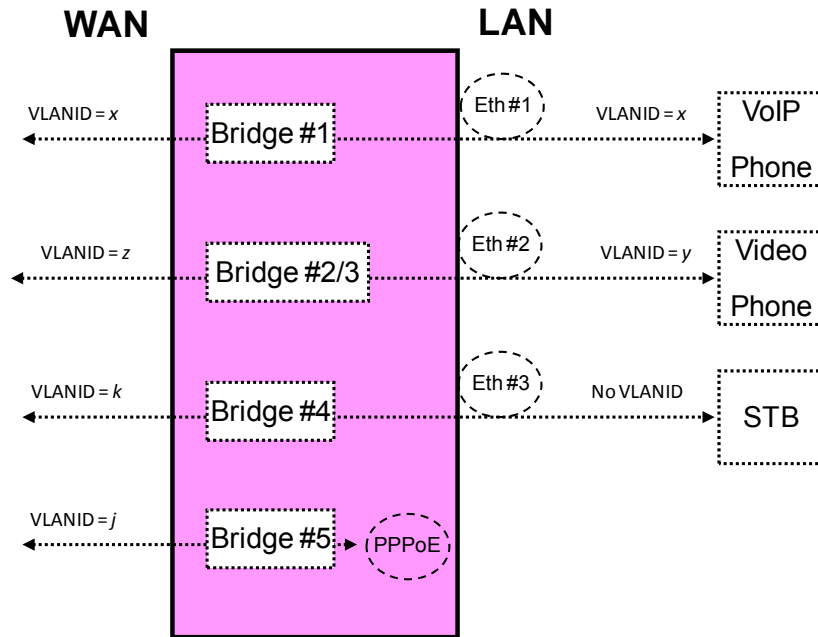 WAN
LAN
Eth #1
VLANID = x
Bridge #1
VLANID = x
VoIP
Phone
Eth #2
VLANID = z
Bridge #2/3
VLANID = y
Video
Phone
Eth #3
VLANID = k
Bridge #4
No VLANID
STB
VLANID = j
Bridge #5
PPPoE